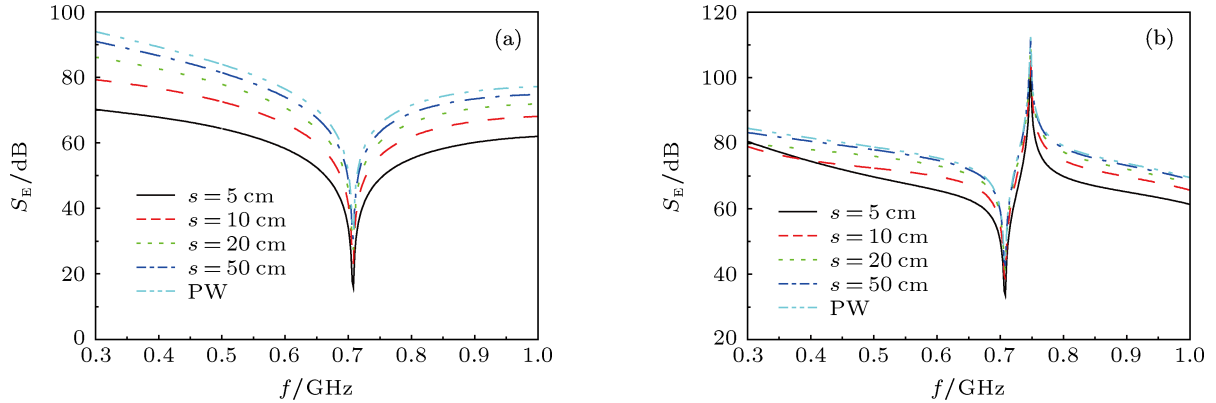 (a)
100
80
60
40
20
0
S_E/dB
s = 5 cm
s = 10 cm
s = 20 cm
s = 50 cm
PW
0.3 0.4 0.5 0.6 0.7 0.8 0.9 1.0
f/GHz
(b)
120
100
80
60
40
20
S_E/dB
s = 5 cm
s = 10 cm
s = 20 cm
s = 50 cm
PW
0.3 0.4 0.5 0.6 0.7 0.8 0.9 1.0
f/GHz